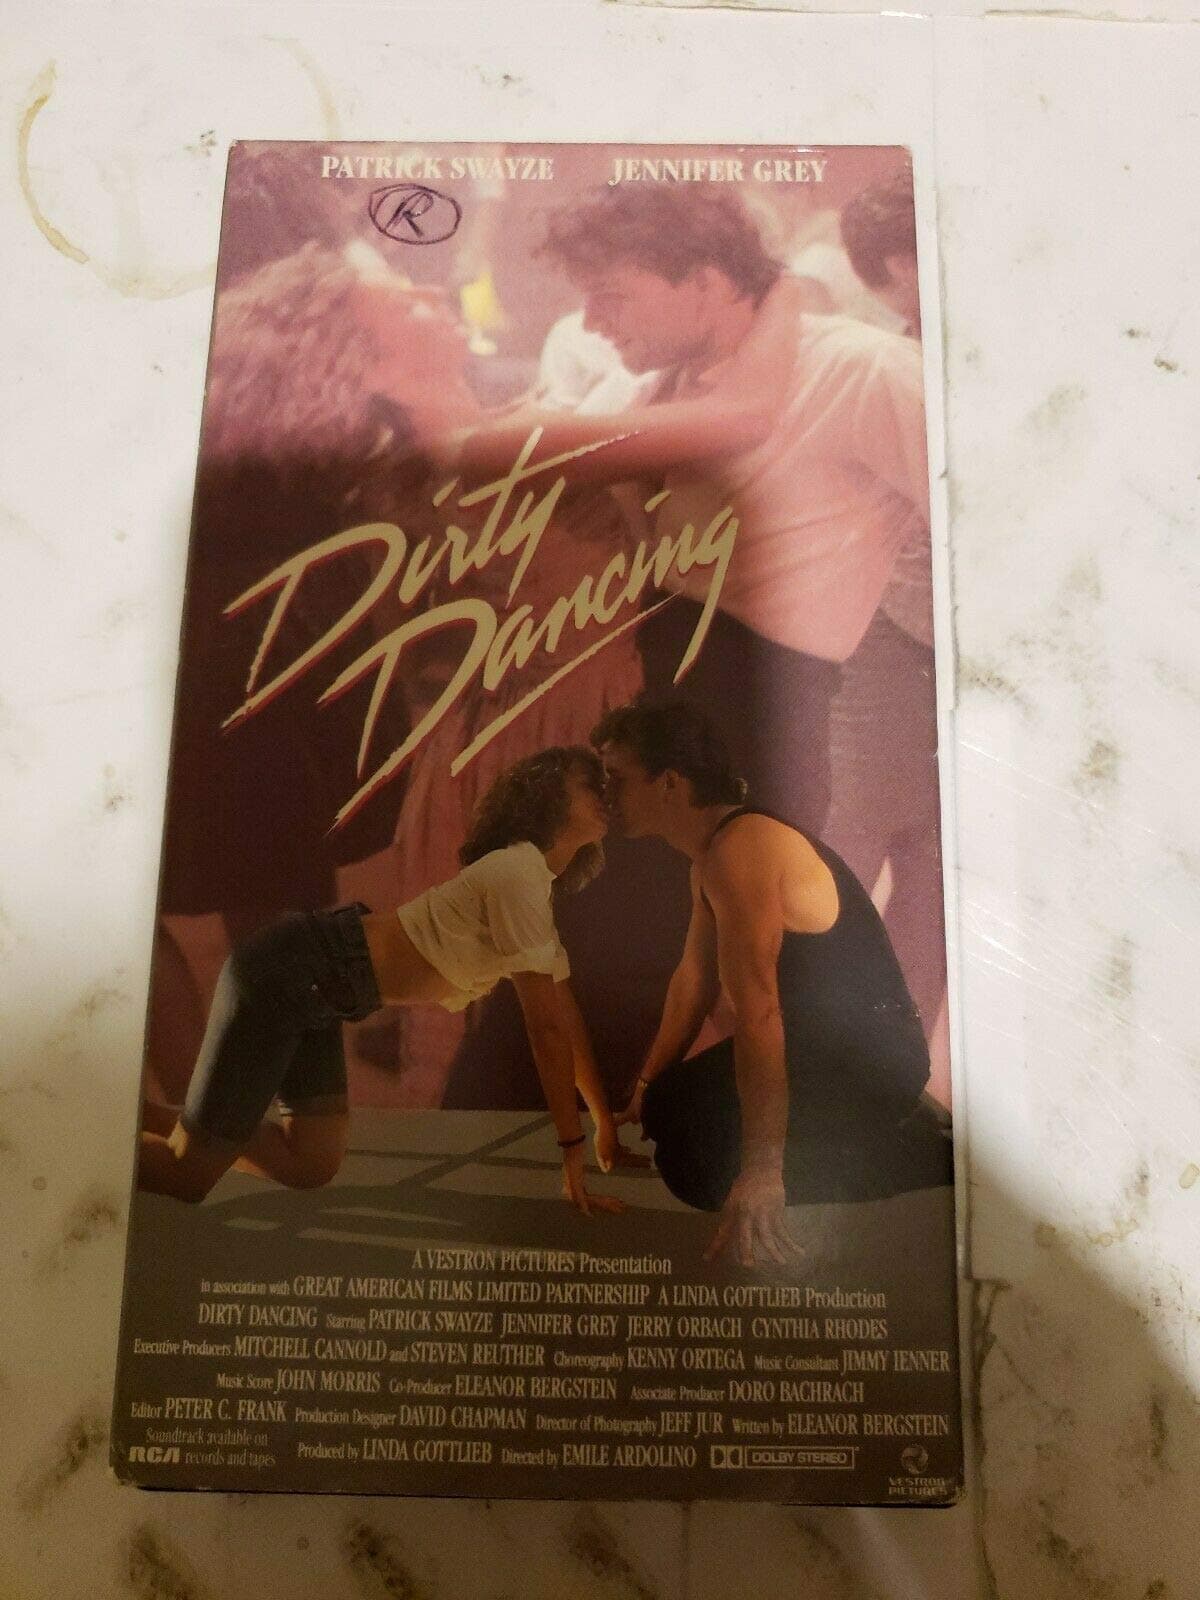 PATRICK SWAYZE JENNIFER GREY
R
Dirty
Dancing
A VESTRON PICTURES Presentation
in association with GREAT AMERICAN FILMS LIMITED PARTNERSHIP A LINDA GOTTLIEB Production
DIRTY DANCING Starring PATRICK SWAYZE JENNIFER GREY JERRY ORBACH CYNTHIA RHODES
Executive Producers MITCHELL CANNOLD and STEVEN REUTHER Choreography KENNY ORTEGA Music Consultant JIMMY IENNER
Music Score JOHN MORRIS Co-Producer ELEANOR BERGSTEIN Associate Producer DORO BACHRACH
Editor PETER C. FRANK Production Designer DAVID CHAPMAN Director of Photography JEFF JUR Written by ELEANOR BERGSTEIN
Soundtrack available on
RCA records and tapes
Produced by LINDA GOTTLIEB Directed by EMILE ARDOLINO DOLBY STEREO
VESTRON
PICTURES